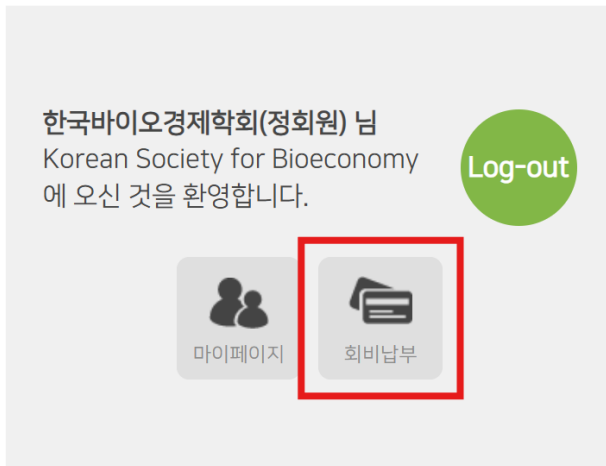 한국바이오경제학회(정회원) 님
Korean Society for Bioeconomy
에 오신 것을 환영합니다.
Log-out
마이페이지
회비납부